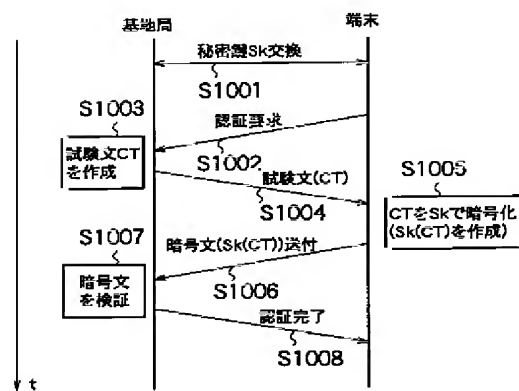 基地局
端末
秘密鍵Sk交換
S1001
S1003
認証要求
S1002
試験文CT
を作成
試験文(CT)
S1004
S1005
CTをSkで暗号化
(Sk(CT)を作成)
S1007
暗号文(Sk(CT))送付
暗号文
を検証
S1006
認証完了
S1008
t